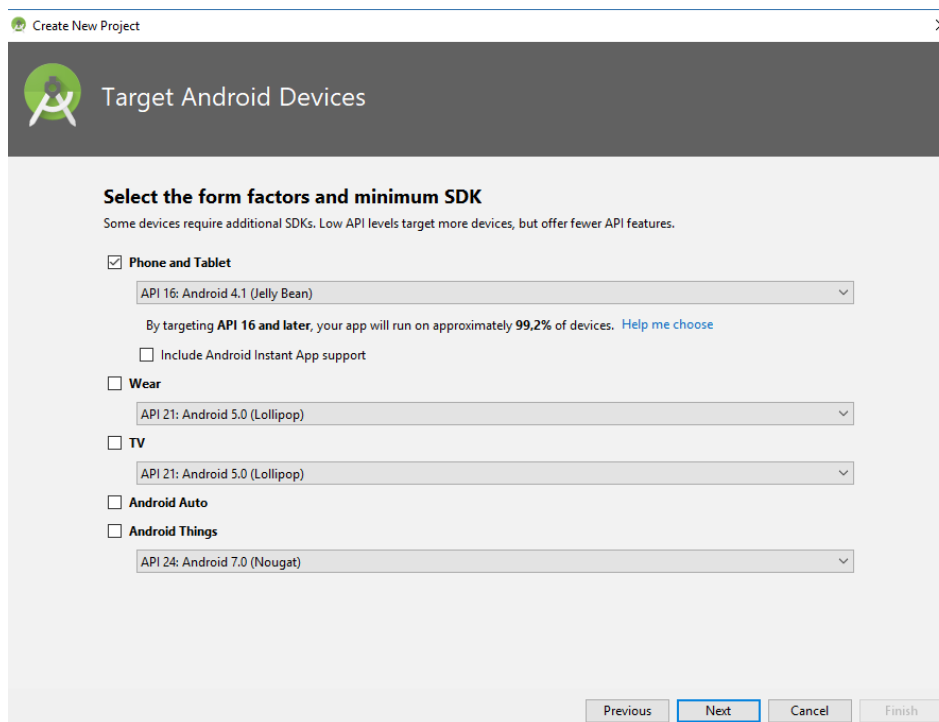 Create New Project
Target Android Devices
Select the form factors and minimum SDK
Some devices require additional SDKs. Low API levels target more devices, but offer fewer API features.
Phone and Tablet
API 16: Android 4.1 (Jelly Bean)
By targeting API 16 and later, your app will run on approximately 99,2% of devices. Help me choose
Include Android Instant App support
Wear
API 21: Android 5.0 (Lollipop)
TV
API 21: Android 5.0 (Lollipop)
Android Auto
Android Things
API 24: Android 7.0 (Nougat)
Previous Next Cancel Finish